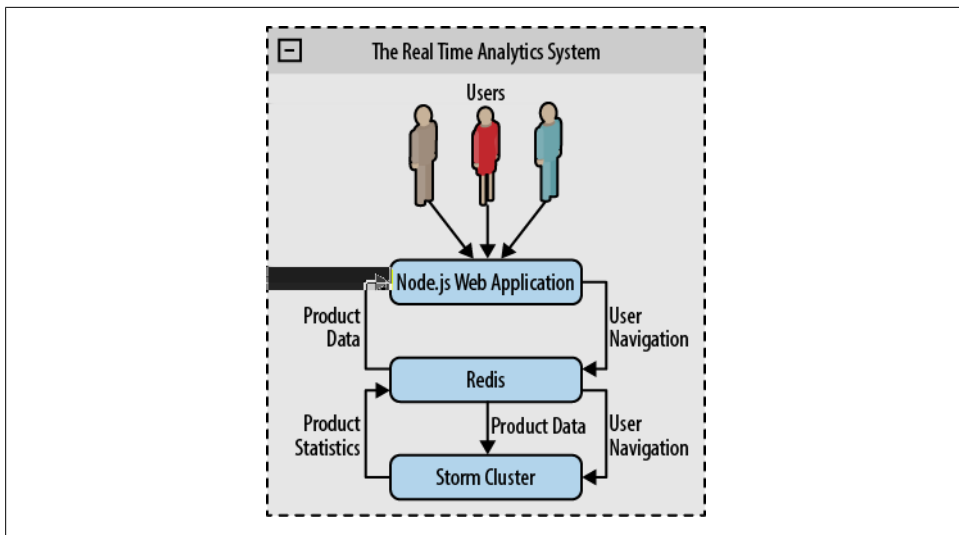 The Real Time Analytics System
Users
Node.js Web Application
Product
Data
User
Navigation
Redis
Product
Statistics
Product Data
User
Navigation
Storm Cluster